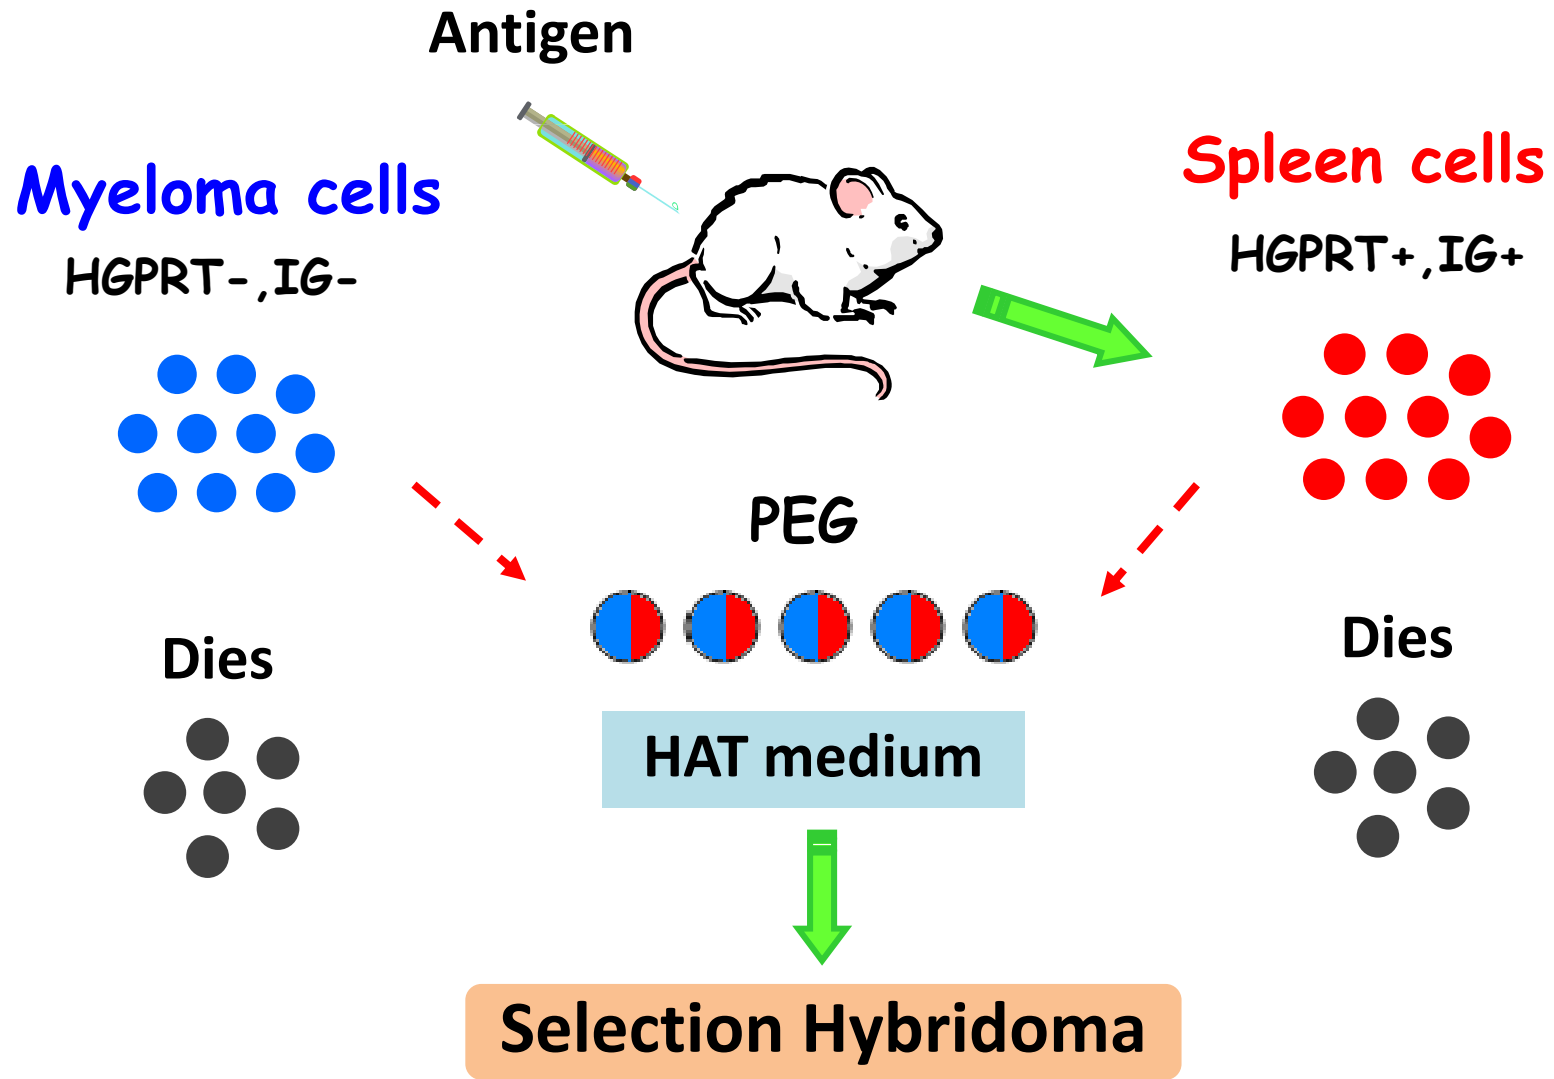 Antigen
Myeloma cells
HGPRT-,IG-
Spleen cells
HGPRT+,IG+
PEG
Dies
Dies
HAT medium
Selection Hybridoma